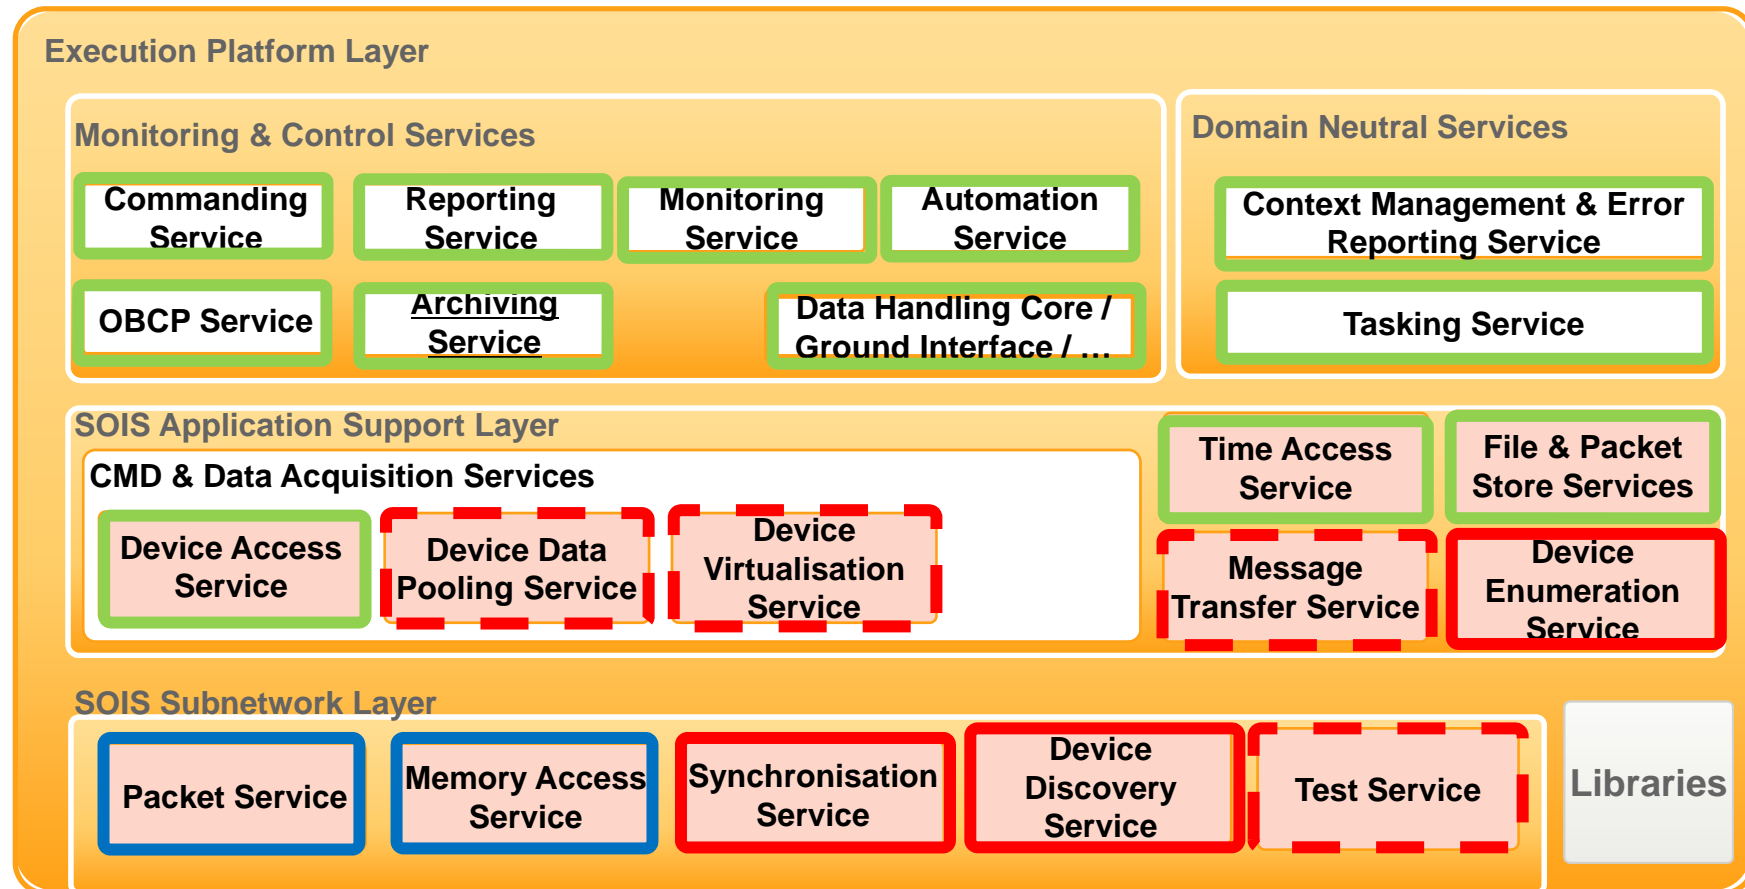 Execution Platform Layer
Monitoring & Control Services
Commanding
Service
Reporting
Service
Monitoring
Service
Automation
Service
OBCP Service
Archiving
Service
Data Handling Core /
Ground Interface / ...
Domain Neutral Services
Context Management & Error
Reporting Service
Tasking Service
SOIS Application Support Layer
CMD & Data Acquisition Services
Device Access
Service
Device Data
Pooling Service
Device
Virtualisation
Service
Time Access
Service
File & Packet
Store Services
Message
Transfer Service
Device
Enumeration
Service
SOIS Subnetwork Layer
Packet Service
Memory Access
Service
Synchronisation
Service
Device
Discovery
Service
Test Service
Libraries